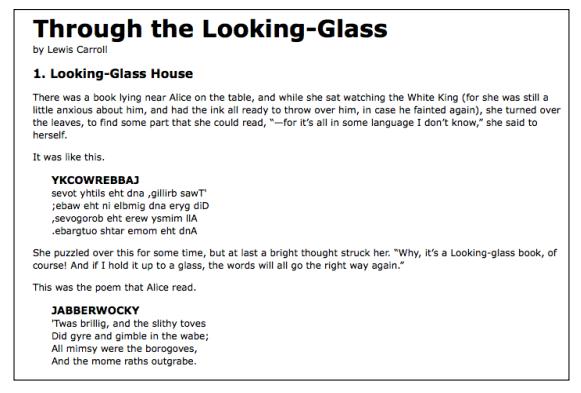 Through the Looking-Glass
by Lewis Carroll
1. Looking-Glass House
There was a book lying near Alice on the table, and while she sat watching the White King (for she was still a
little anxious about him, and had the ink all ready to throw over him, in case he fainted again), she turned over
the leaves, to find some part that she could read, “—for it’s all in some language I don’t know,” she said to
herself.
It was like this.
YKCOWREBBAJ
sevot yhtils eht dna ,gillirb sawT'
;ebaw eht ni elbmig dna eryg diD
,sevogorob eht erew ysmim llA
.ebargtuo shtar emom eht dnA
She puzzled over this for some time, but at last a bright thought struck her. “Why, it’s a Looking-glass book, of
course! And if I hold it up to a glass, the words will all go the right way again.”
This was the poem that Alice read.
JABBERWOCKY
'Twas brillig, and the slithy toves
Did gyre and gimble in the wabe;
All mimsy were the borogoves,
And the mome raths outgrabe.